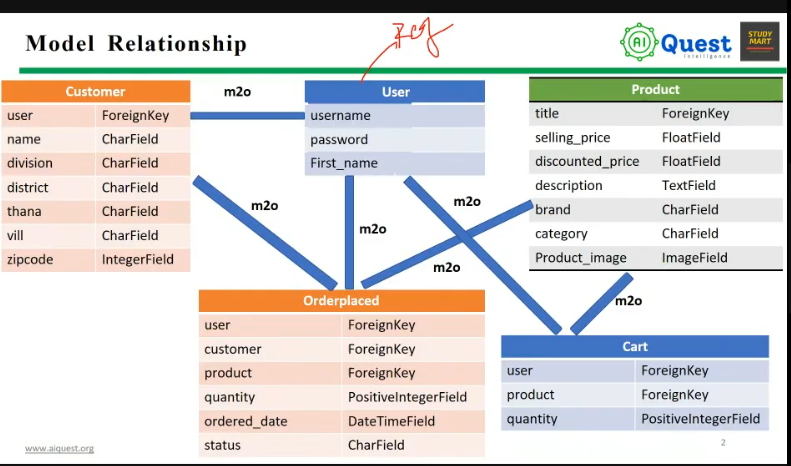 Model Relationship
AI Quest
Intelligence
STUDY
MART
Customer
user ForeignKey
name CharField
division CharField
district CharField
thana CharField
vill CharField
zipcode IntegerField
m2o
User
username
password
First_name
Product
title ForeignKey
selling_price FloatField
discounted_price FloatField
description TextField
brand CharField
category CharField
Product_image ImageField
m2o
m2o
m2o
m2o
m2o
Orderplaced
user ForeignKey
customer ForeignKey
product ForeignKey
quantity PositiveIntegerField
ordered_date DateTimeField
status CharField
Cart
user ForeignKey
product ForeignKey
quantity PositiveIntegerField
www.aiquest.org
2